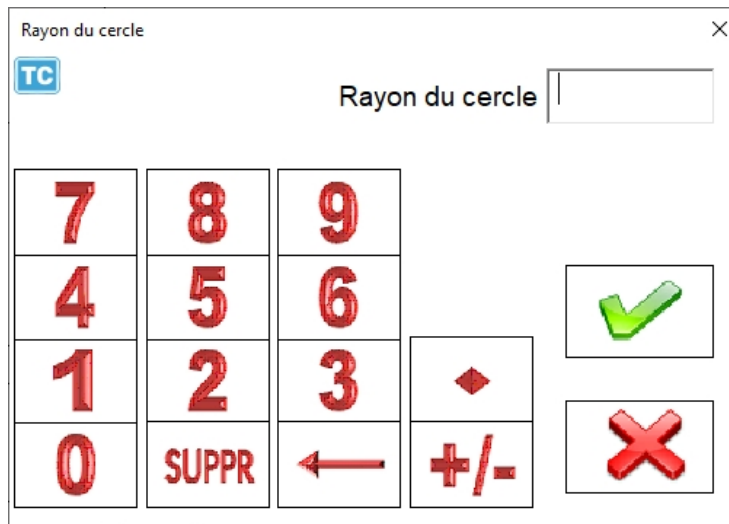 Rayon du cercle
TC
Rayon du cercle
7 8 9
4 5 6
1 2 3
0 SUPPR +/-